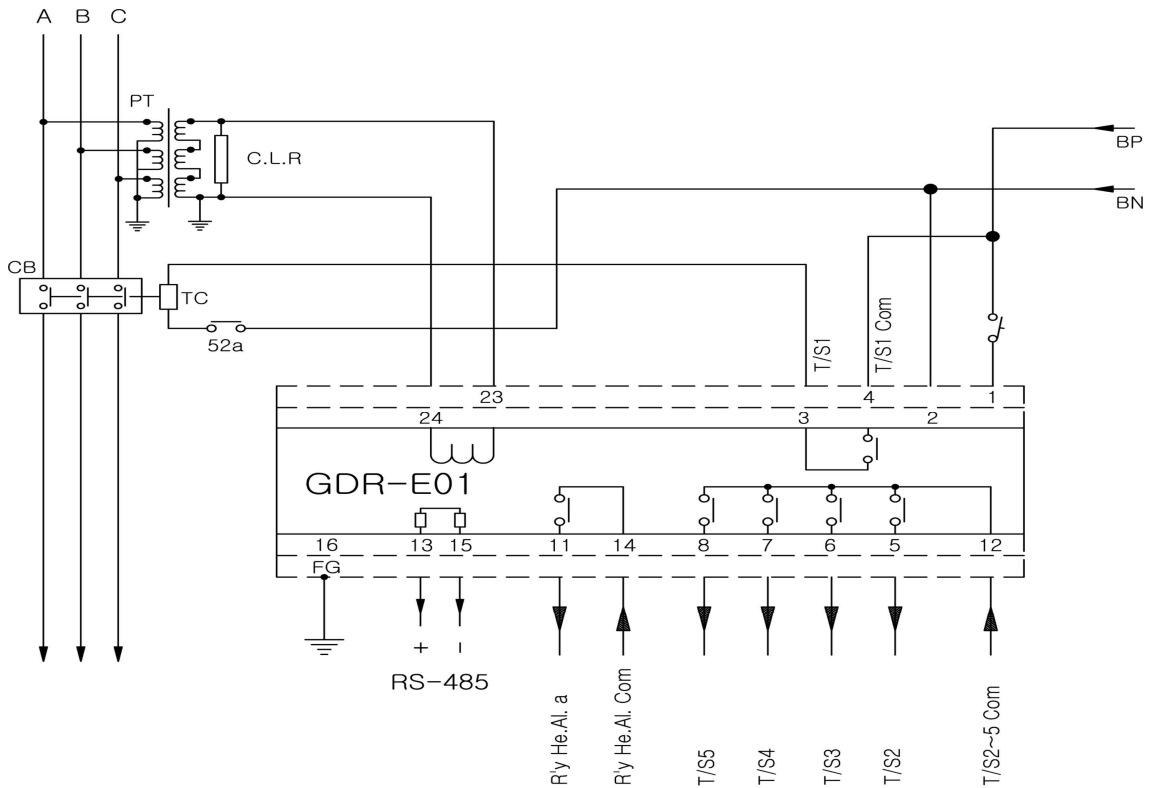 A B C
PT
C.L.R
BP
BN
CB
TC
52a
T/S1
T/S1 Com
23 4 1
24 3 2
GDR-E01
16 13 15 11 14 8 7 6 5 12
FG
+ -
RS-485
R'y He.Al. a
R'y He.Al. Com
T/S5
T/S4
T/S3
T/S2
T/S2~5 Com